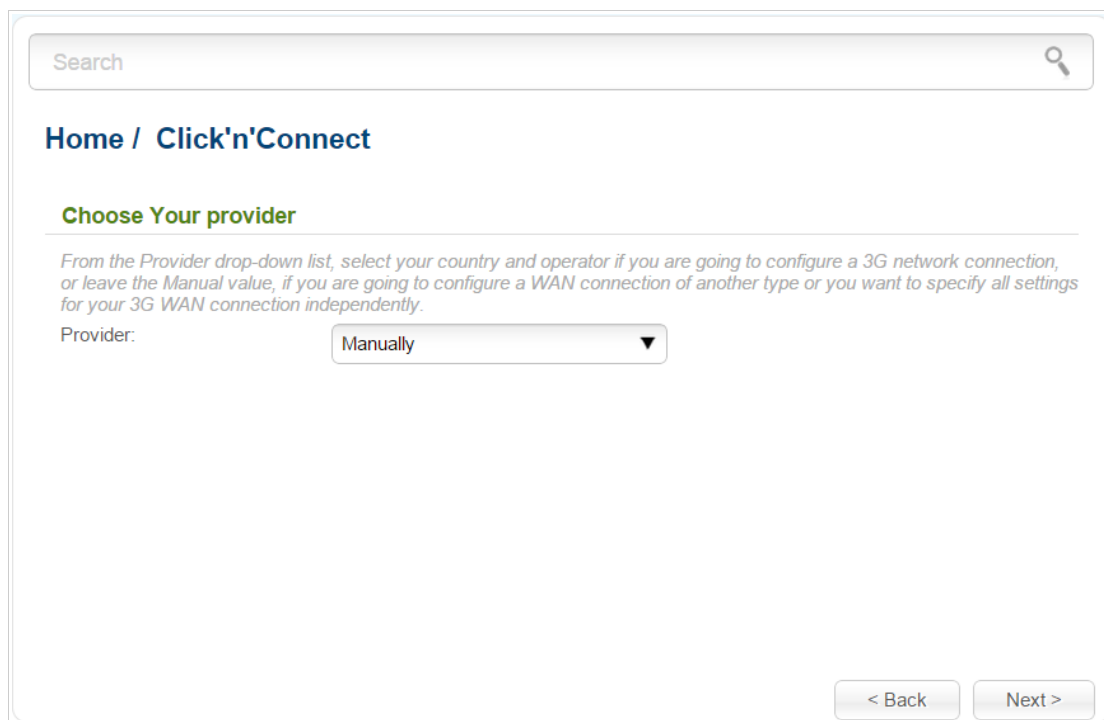 Search
Home /  Click'n'Connect
Choose Your provider
From the Provider drop-down list, select your country and operator if you are going to configure a 3G network connection,
or leave the Manual value, if you are going to configure a WAN connection of another type or you want to specify all settings
for your 3G WAN connection independently.
Provider:
Manually
< Back
Next >